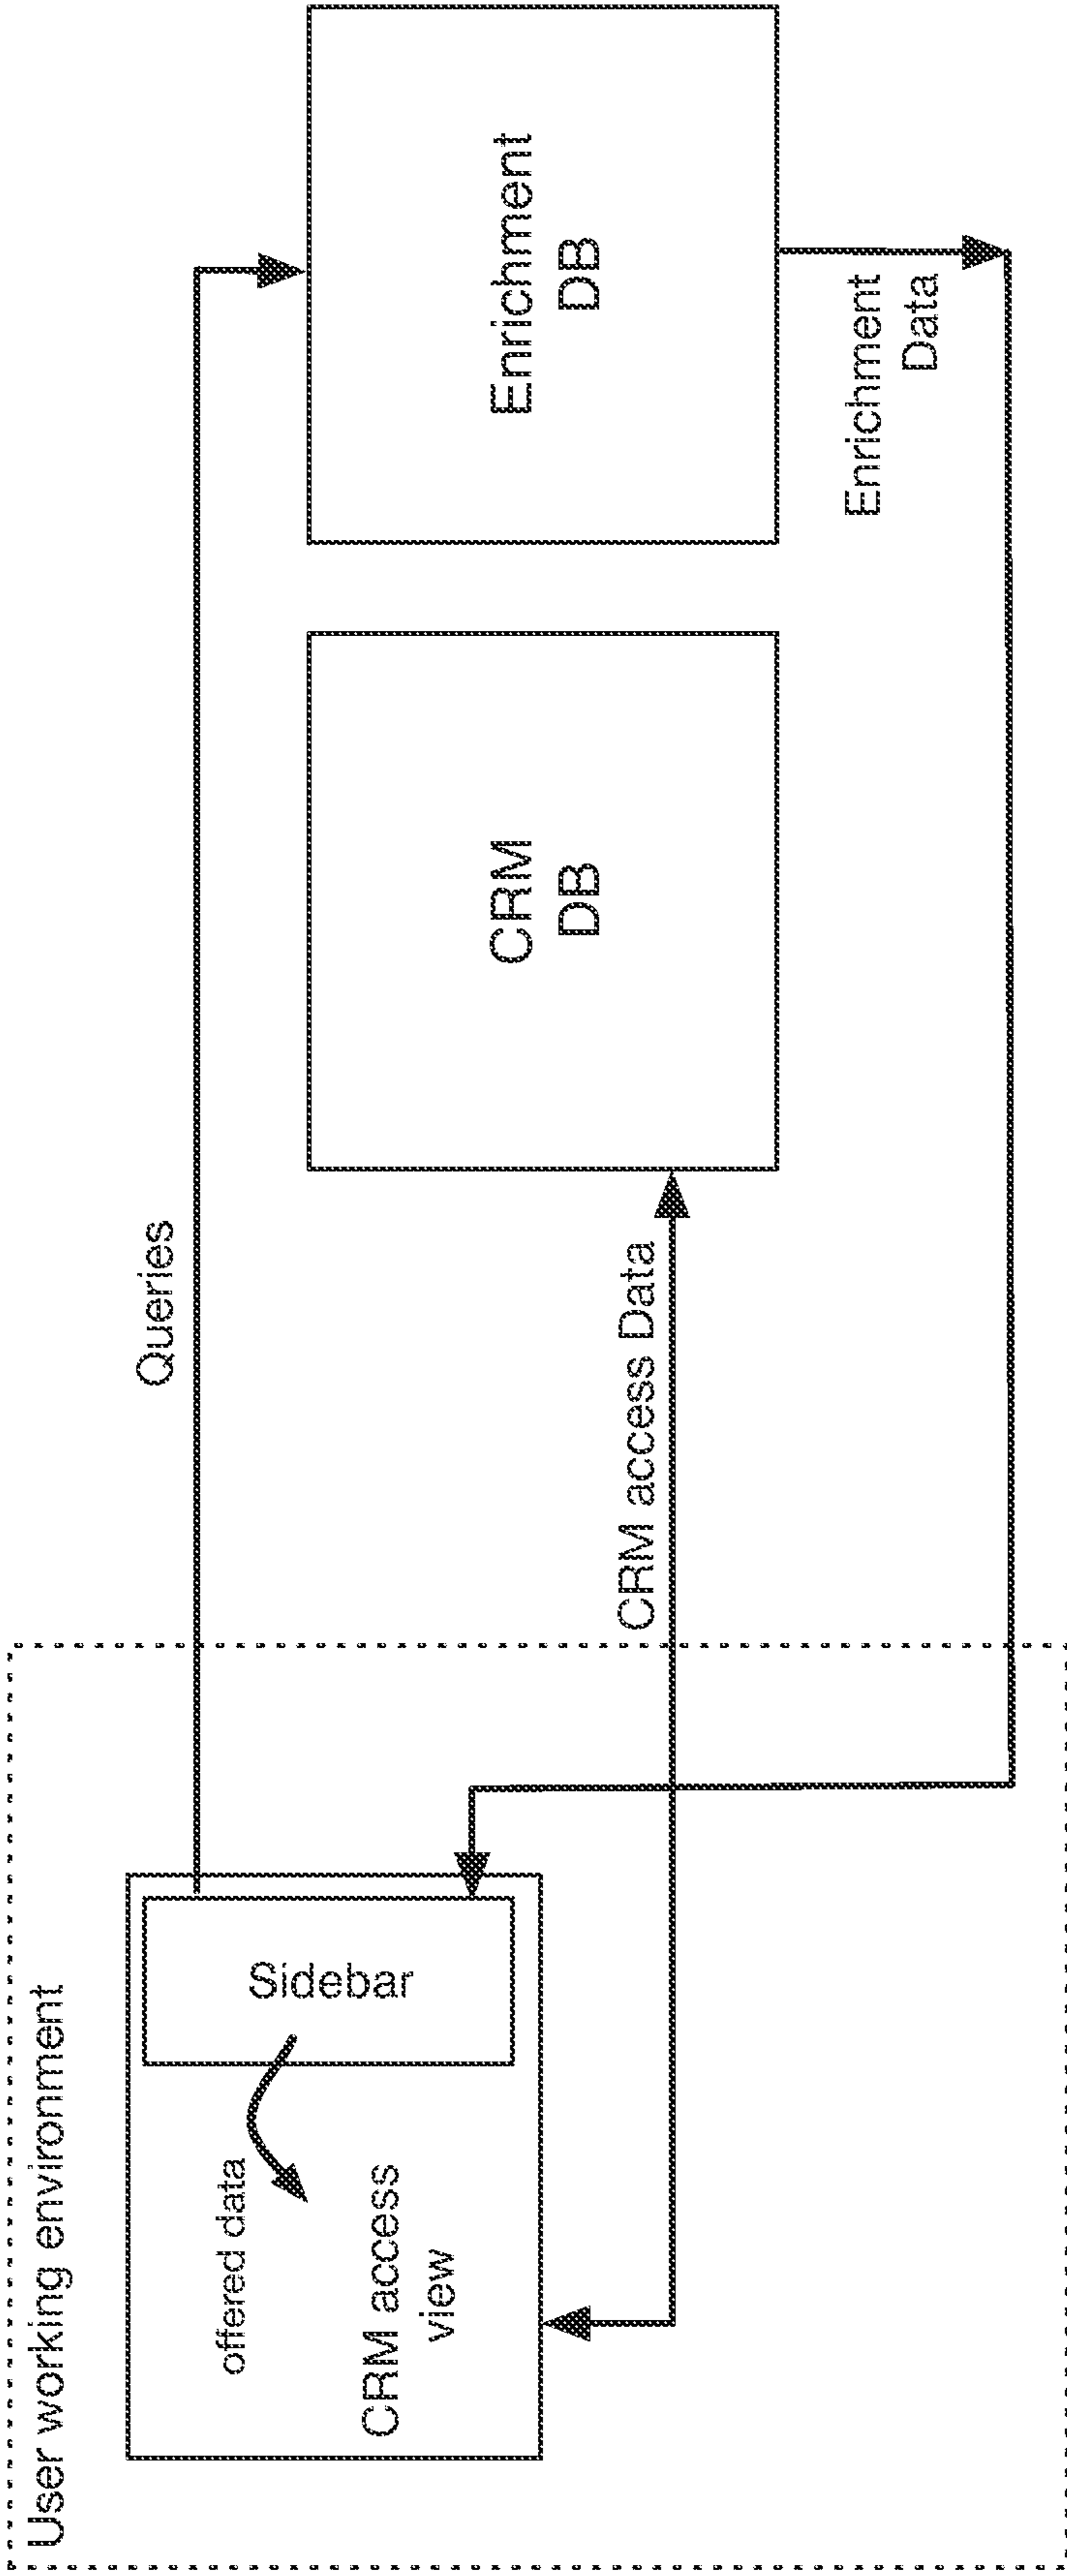 User working environment
offered data
CRM access
view
Sidebar
Queries
CRM access Data
CRM
DB
Enrichment
DB
Enrichment
Data